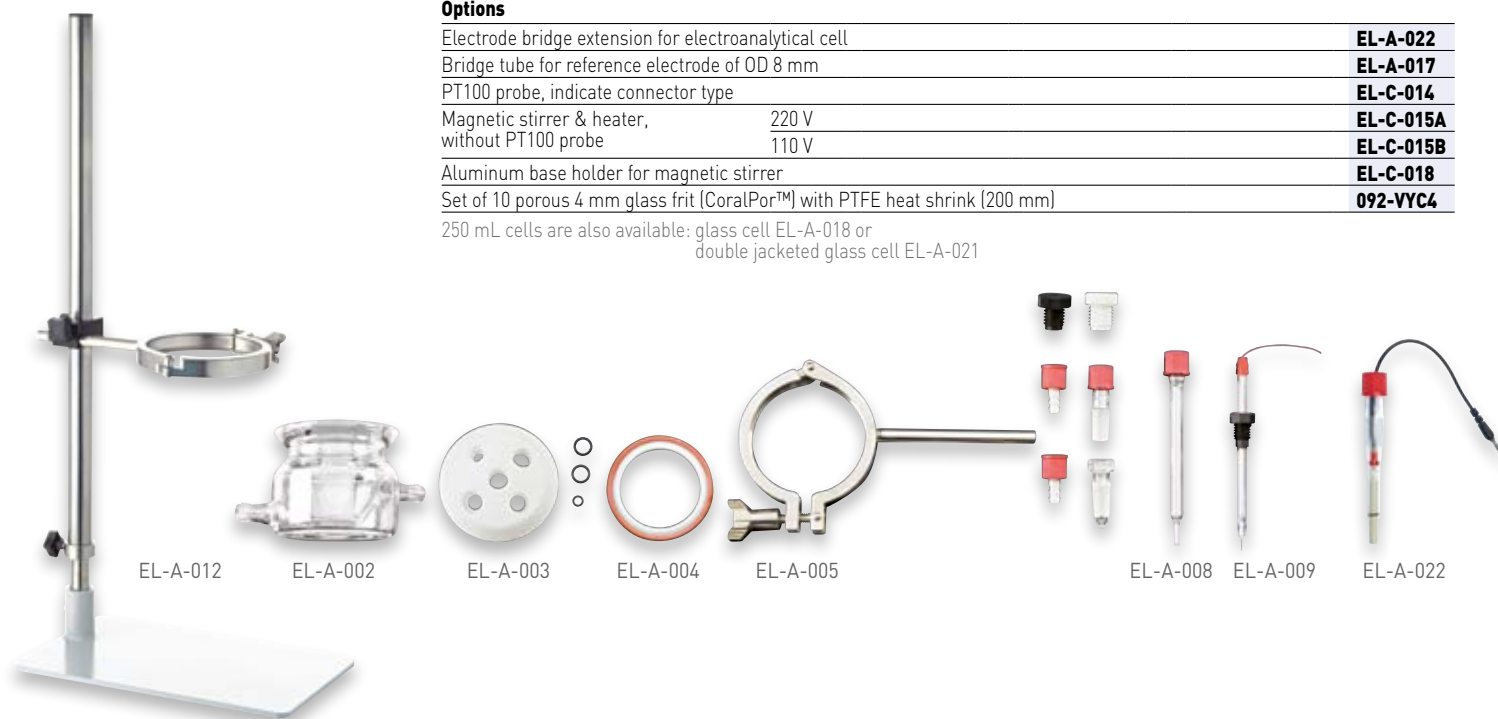 Options
Electrode bridge extension for electroanalytical cell EL-A-022
Bridge tube for reference electrode of OD 8 mm EL-A-017
PT100 probe, indicate connector type EL-C-014
Magnetic stirrer & heater, 220 V EL-C-015A
without PT100 probe 110 V EL-C-015B
Aluminum base holder for magnetic stirrer EL-C-018
Set of 10 porous 4 mm glass frit (CoralPor™) with PTFE heat shrink (200 mm) 092-VYC4
250 mL cells are also available: glass cell EL-A-018 or
double jacketed glass cell EL-A-021
EL-A-012 EL-A-002 EL-A-003 EL-A-004 EL-A-005 EL-A-008 EL-A-009 EL-A-022